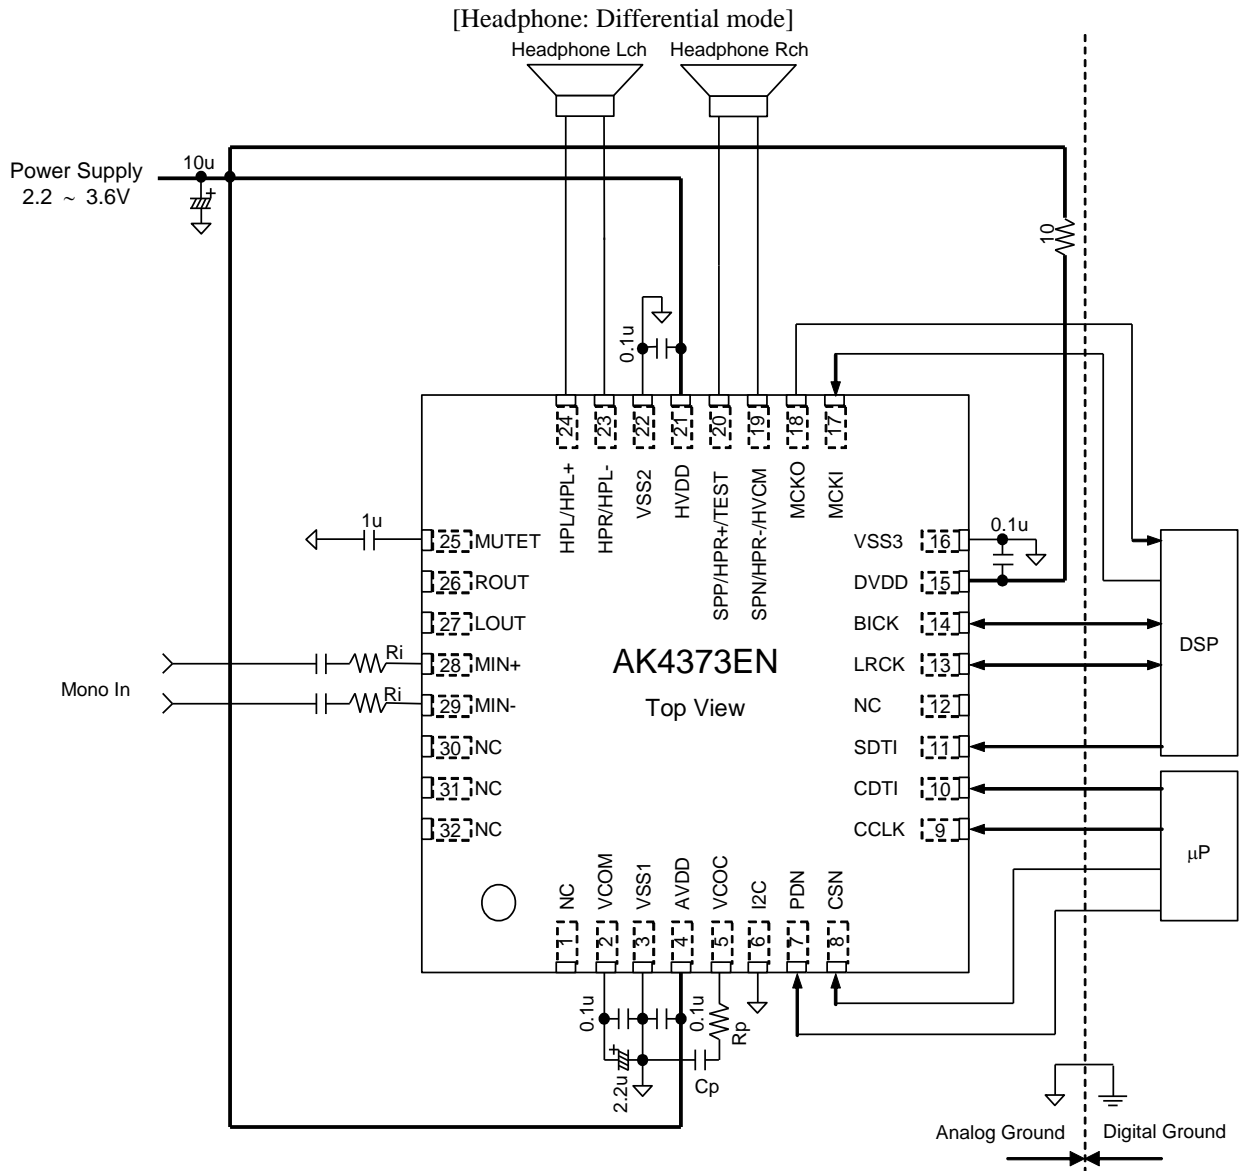 [Headphone: Differential mode]
Headphone Lch
Headphone Rch
Power Supply
2.2 ~ 3.6V
10u
+
10
0.1u
24
23
22
21
20
19
18
17
HPL/HPL+
HPR/HPL-
VSS2
HVDD
SPP/HPR+/TEST
SPN/HPR-/HVCM
MCKO
MCKI
1u
25 MUTET
26 ROUT
27 LOUT
Ri
28 MIN+
Mono In
Ri
29 MIN-
30 NC
31 NC
32 NC
AK4373EN
Top View
0.1u
VSS3 16
DVDD 15
BICK 14
LRCK 13
NC 12
SDTI 11
CDTI 10
CCLK 9
DSP
µP
NC
VCOM
VSS1
AVDD
VCOC
I2C
PDN
CSN
1
2
3
4
5
6
7
8
0.1u
0.1u
Rp
+
2.2u
Cp
Analog Ground
Digital Ground